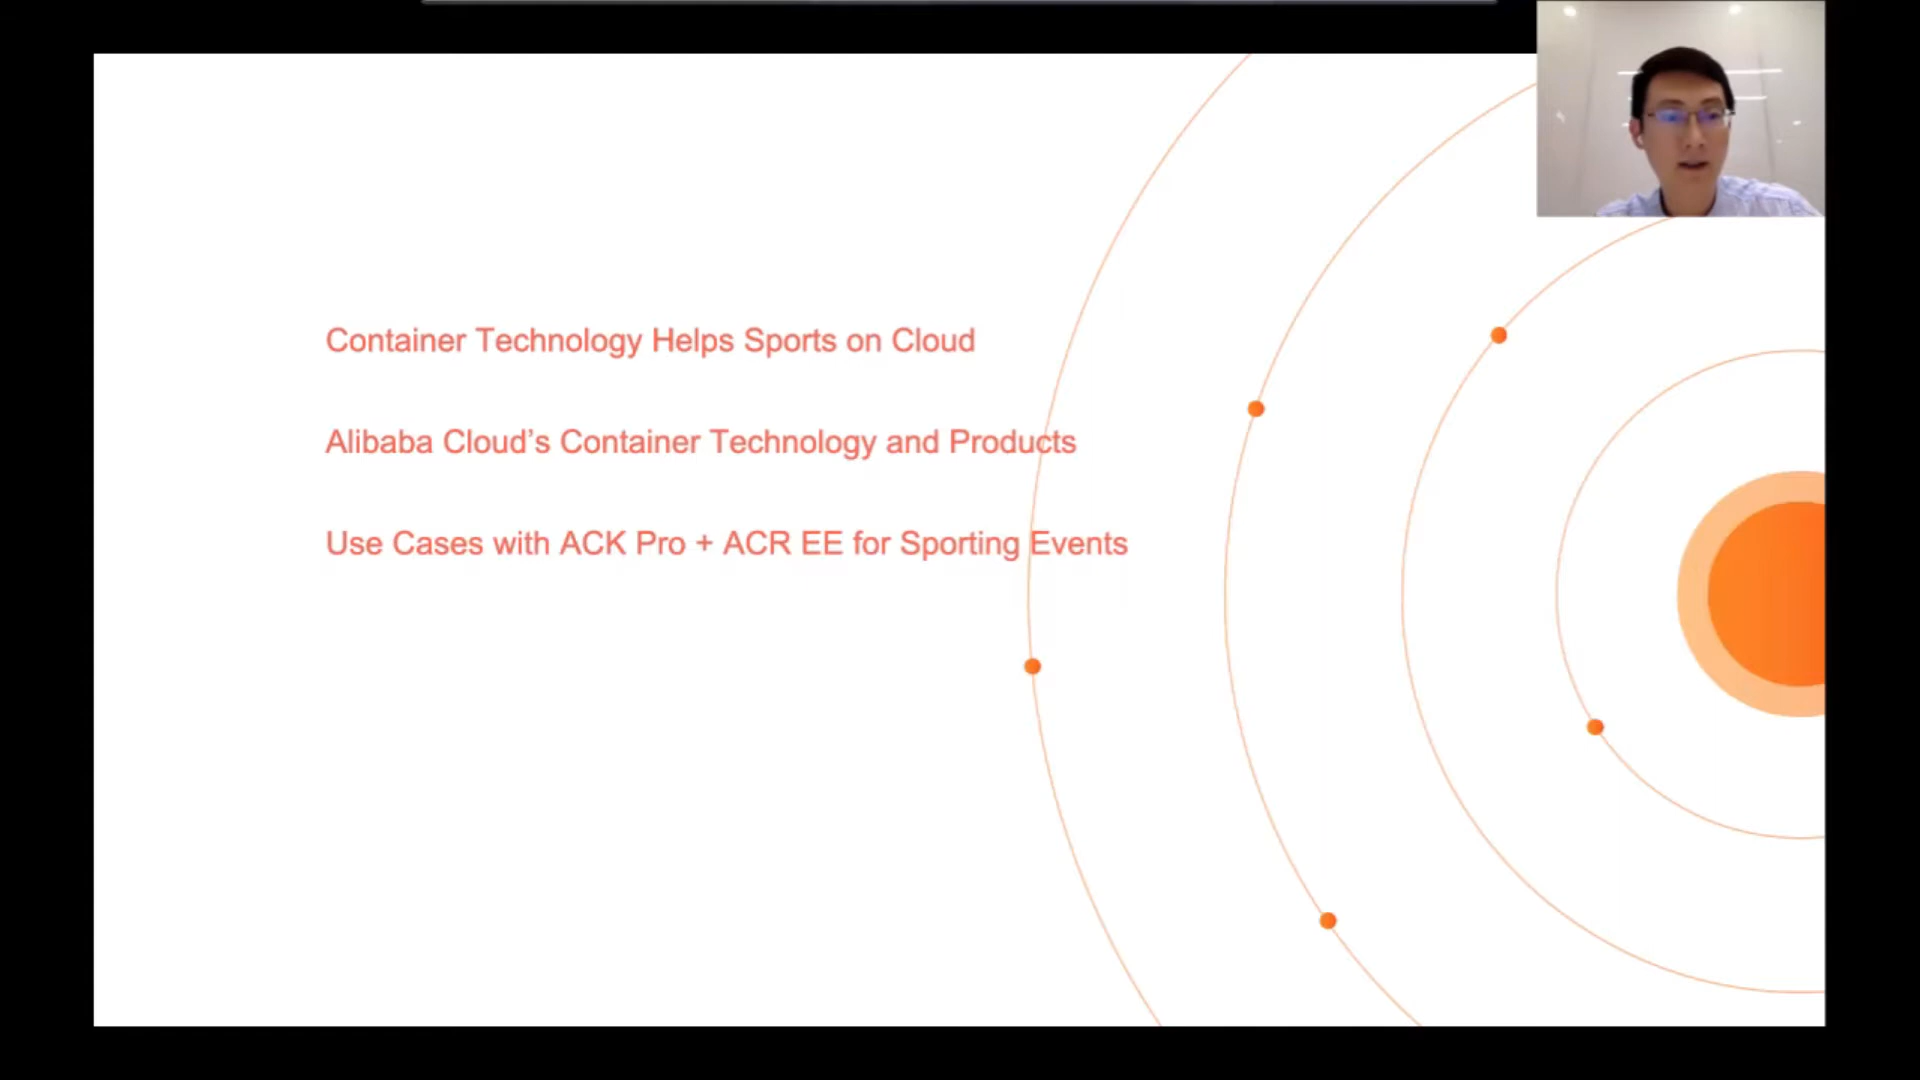 Container Technology Helps Sports on Cloud
Alibaba Cloud’s Container Technology and Products
Use Cases with ACK Pro + ACR EE for Sporting Events